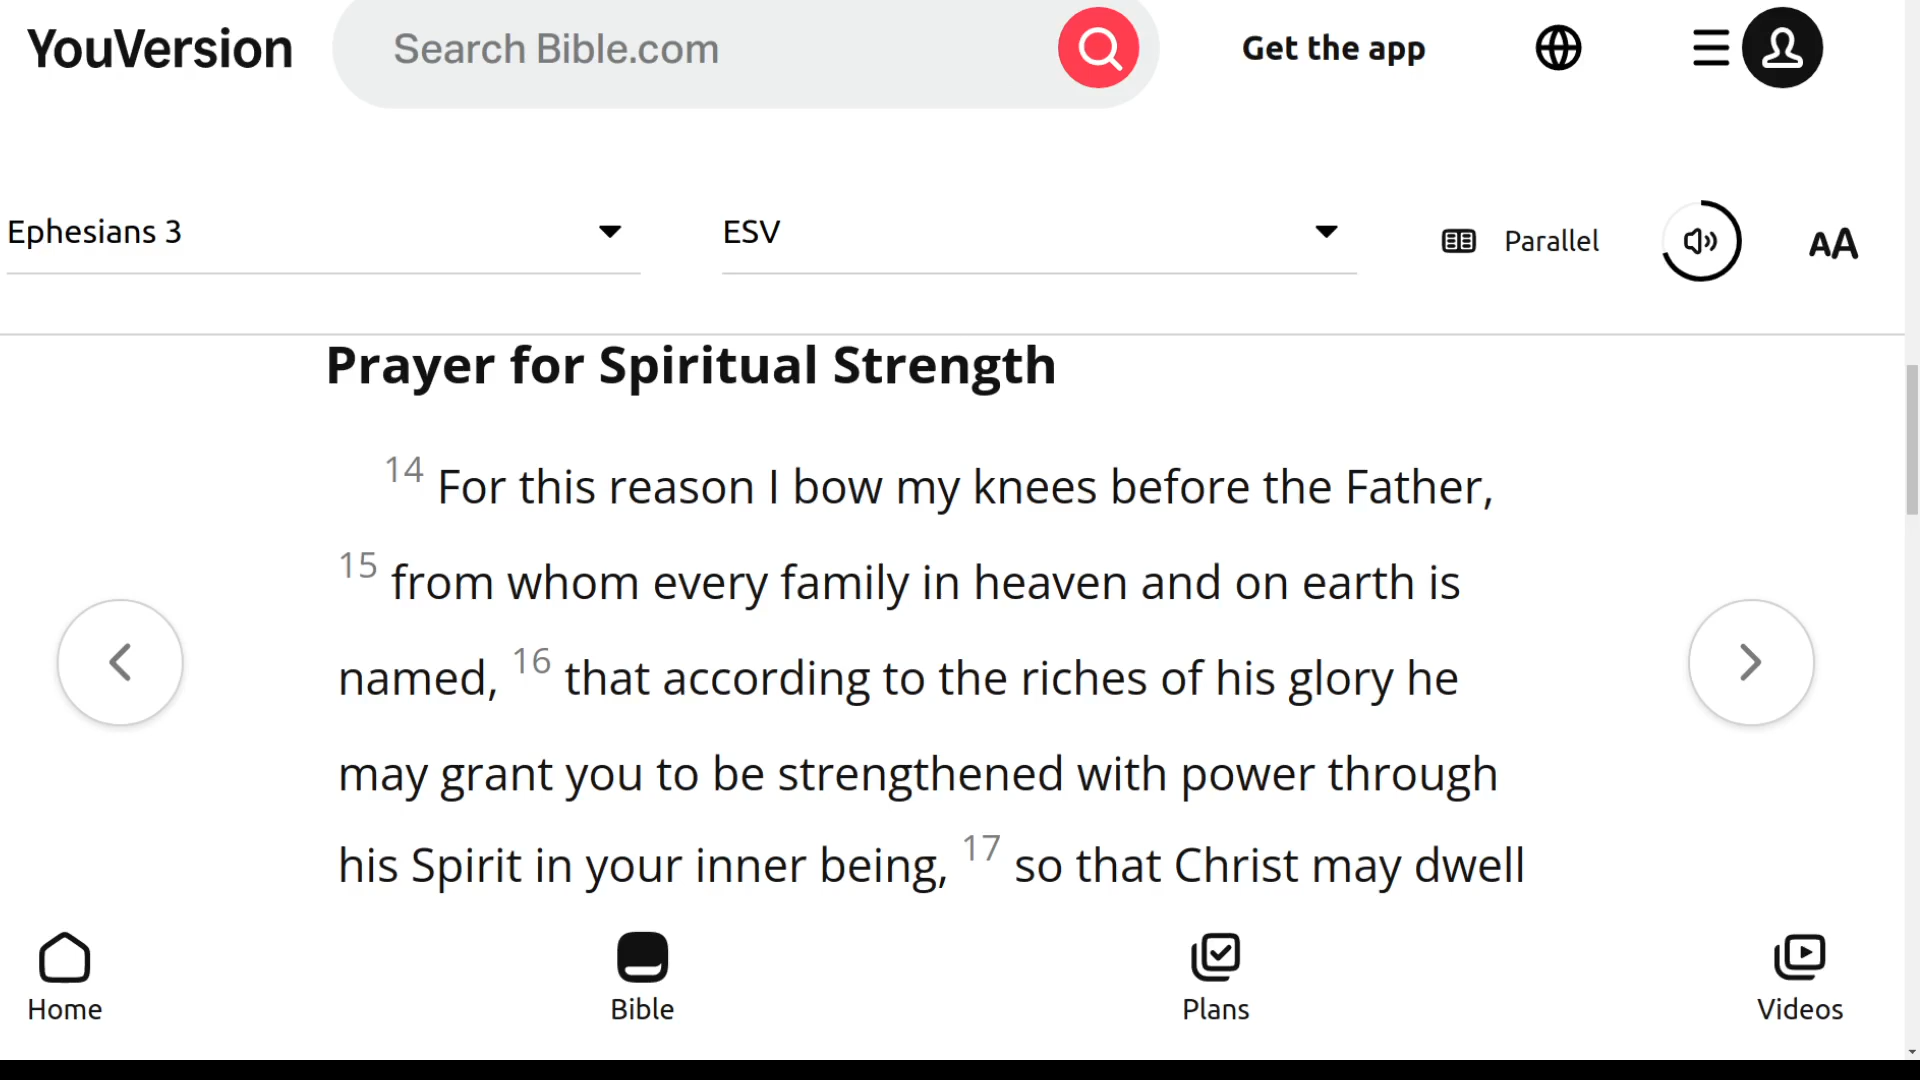 YouVersion
Search Bible.com
Get the app
Ephesians 3
ESV
Parallel
AA
Prayer for Spiritual Strength
14 For this reason I bow my knees before the Father,
15 from whom every family in heaven and on earth is
named, 16 that according to the riches of his glory he
may grant you to be strengthened with power through
his Spirit in your inner being, 17 so that Christ may dwell
Home
Bible
Plans
Videos